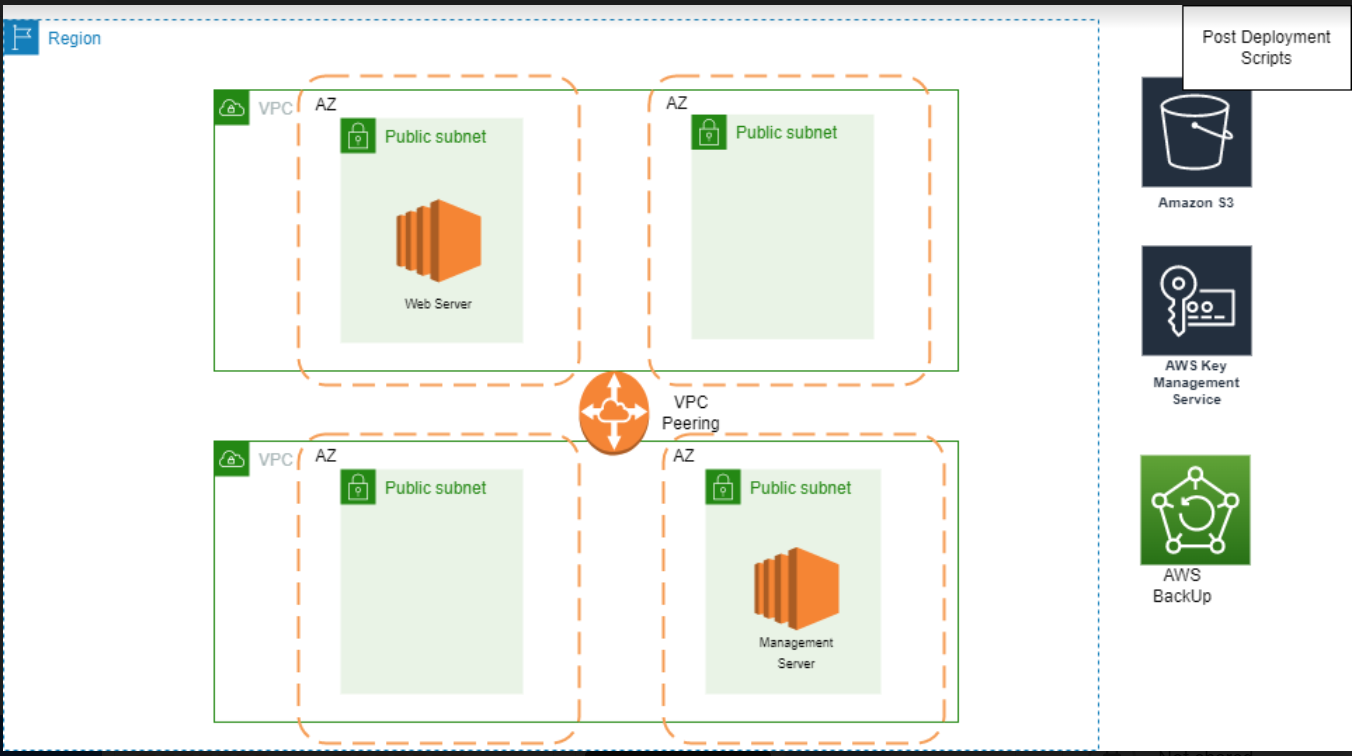 Region
Post Deployment
Scripts
VPC
AZ
Public subnet
Web Server
AZ
Public subnet
Amazon S3
AWS Key
Management
Service
VPC
Peering
VPC
AZ
Public subnet
AZ
Public subnet
Management
Server
AWS
BackUp